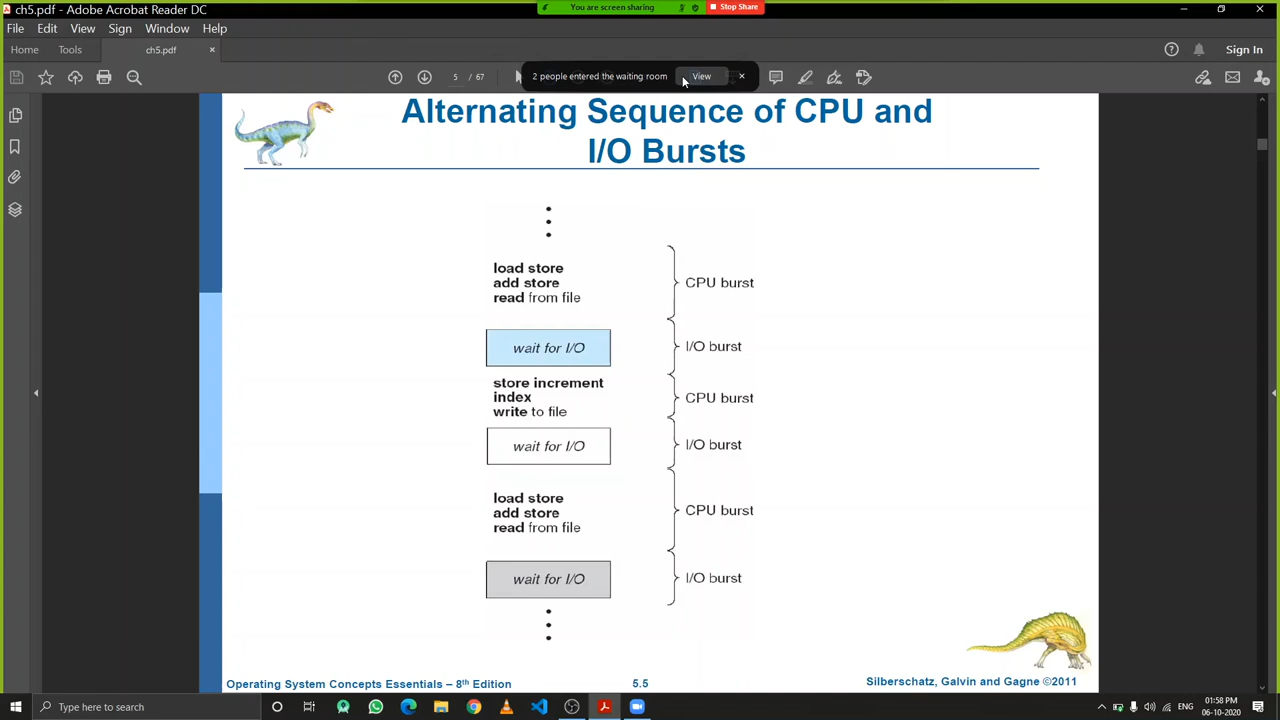 ch5.pdf - Adobe Acrobat Reader DC
You are screen sharing
Stop Share
File Edit View Sign Window Help
Home Tools ch5.pdf ×
Sign In
5 / 67
2 people entered the waiting room View ×
Alternating Sequence of CPU and
I/O Bursts
load store
add store
read from file
CPU burst
wait for I/O
I/O burst
store increment
index
write to file
CPU burst
wait for I/O
I/O burst
load store
add store
read from file
CPU burst
wait for I/O
I/O burst
Operating System Concepts Essentials – 8th Edition
5.5
Silberschatz, Galvin and Gagne ©2011
Type here to search
ENG
01:58 PM
06-10-2020